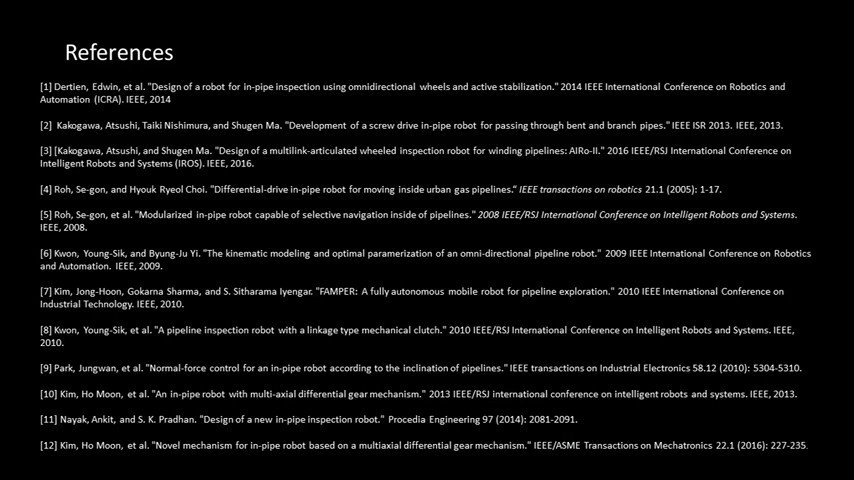 References
[1] Dertien, Edwin, et al. "Design of a robot for in-pipe inspection using omnidirectional wheels and active stabilization." 2014 IEEE International Conference on Robotics and
Automation (ICRA). IEEE, 2014
[2] Kakogawa, Atsushi, Taiki Nishimura, and Shugen Ma. "Development of a screw drive in-pipe robot for passing through bent and branch pipes." IEEE ISR 2013. IEEE, 2013.
[3] [Kakogawa, Atsushi, and Shugen Ma. "Design of a multilink-articulated wheeled inspection robot for winding pipelines: AIRo-II." 2016 IEEE/RSJ International Conference on
Intelligent Robots and Systems (IROS). IEEE, 2016.
[4] Roh, Se-gon, and Hyouk Ryeol Choi. "Differential-drive in-pipe robot for moving inside urban gas pipelines.“ IEEE transactions on robotics 21.1 (2005): 1-17.
[5] Roh, Se-gon, et al. "Modularized in-pipe robot capable of selective navigation inside of pipelines." 2008 IEEE/RSJ International Conference on Intelligent Robots and Systems.
IEEE, 2008.
[6] Kwon, Young-Sik, and Byung-Ju Yi. "The kinematic modeling and optimal paramerization of an omni-directional pipeline robot." 2009 IEEE International Conference on Robotics
and Automation. IEEE, 2009.
[7] Kim, Jong-Hoon, Gokarna Sharma, and S. Sitharama Iyengar. "FAMPER: A fully autonomous mobile robot for pipeline exploration." 2010 IEEE International Conference on
Industrial Technology. IEEE, 2010.
[8] Kwon, Young-Sik, et al. "A pipeline inspection robot with a linkage type mechanical clutch." 2010 IEEE/RSJ International Conference on Intelligent Robots and Systems. IEEE,
2010.
[9] Park, Jungwan, et al. "Normal-force control for an in-pipe robot according to the inclination of pipelines." IEEE transactions on Industrial Electronics 58.12 (2010): 5304-5310.
[10] Kim, Ho Moon, et al. "An in-pipe robot with multi-axial differential gear mechanism." 2013 IEEE/RSJ international conference on intelligent robots and systems. IEEE, 2013.
[11] Nayak, Ankit, and S. K. Pradhan. "Design of a new in-pipe inspection robot." Procedia Engineering 97 (2014): 2081-2091.
[12] Kim, Ho Moon, et al. "Novel mechanism for in-pipe robot based on a multiaxial differential gear mechanism." IEEE/ASME Transactions on Mechatronics 22.1 (2016): 227-235.